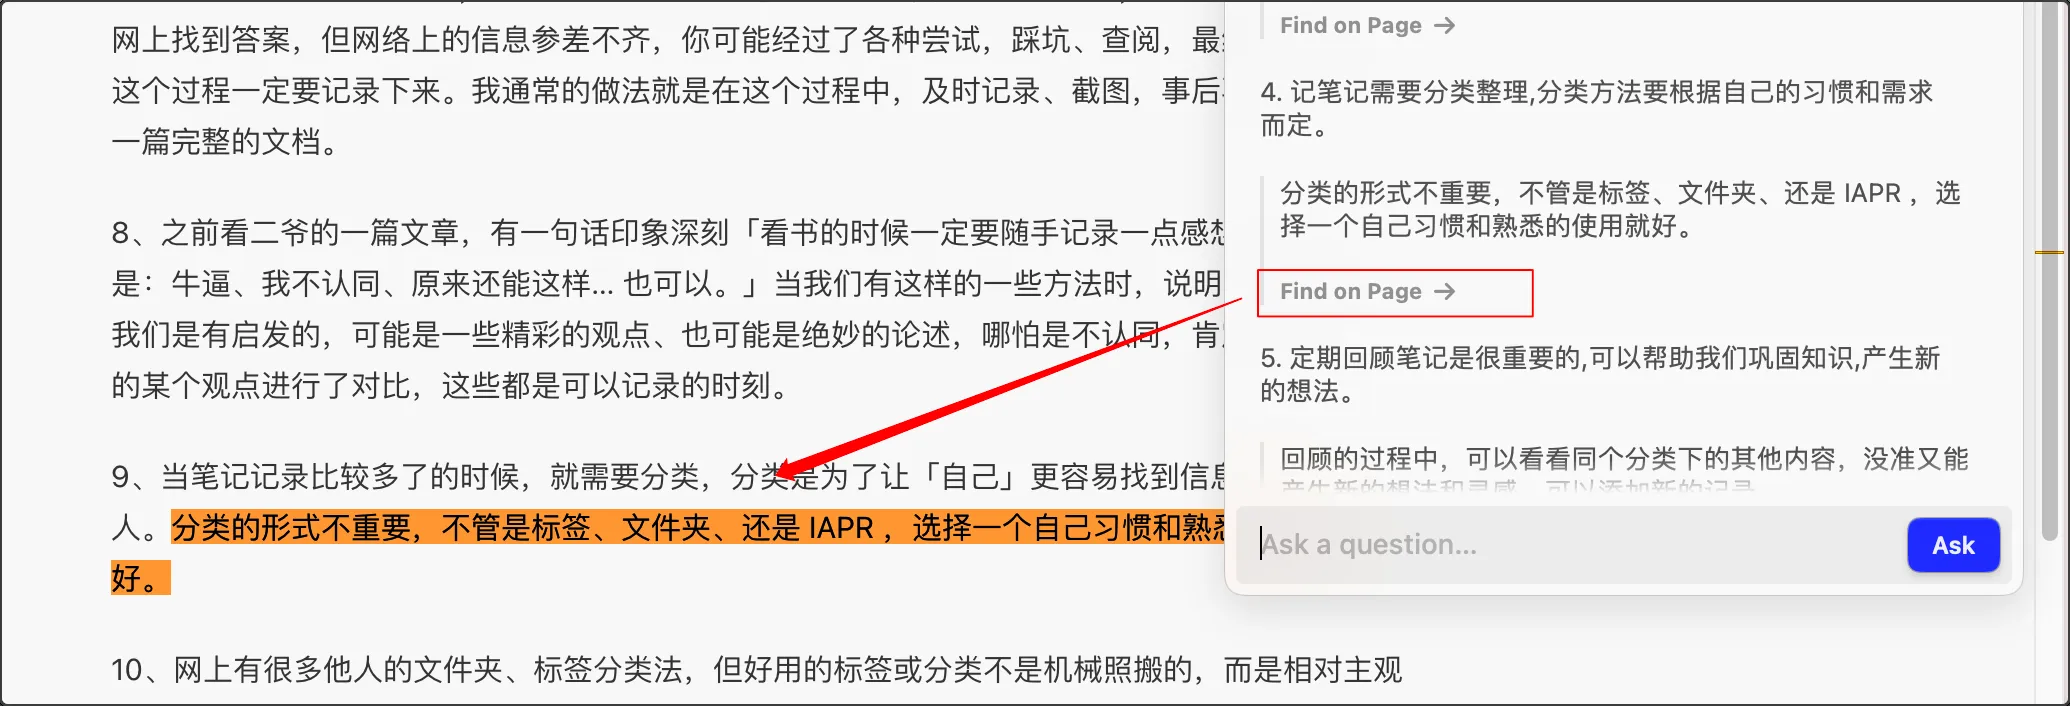 网上找到答案，但网络上的信息参差不齐，你可能经过了各种尝试，踩坑、查阅，最
这个过程一定要记录下来。我通常的做法就是在这个过程中，及时记录、截图，事后
一篇完整的文档。
8、之前看二爷的一篇文章，有一句话印象深刻「看书的时候一定要随手记录一点感想
是：牛逼、我不认同、原来还能这样... 也可以。」当我们有这样的一些方法时，说明
我们是有启发的，可能是一些精彩的观点、也可能是绝妙的论述，哪怕是不认同，肯
的某个观点进行了对比，这些都是可以记录的时刻。
9、当笔记记录比较多了的时候，就需要分类，分类是为了让「自己」更容易找到信息
人。分类的形式不重要，不管是标签、文件夹、还是 IAPR ，选择一个自己习惯和熟悉
好。
10、网上有很多他人的文件夹、标签分类法，但好用的标签或分类不是机械照搬的，而是相对主观
Find on Page →
4. 记笔记需要分类整理,分类方法要根据自己的习惯和需求
而定。
分类的形式不重要，不管是标签、文件夹、还是 IAPR ，选
择一个自己习惯和熟悉的使用就好。
Find on Page →
5. 定期回顾笔记是很重要的,可以帮助我们巩固知识,产生新
的想法。
回顾的过程中，可以看看同个分类下的其他内容，没准又能
产生新的想法和灵感，可以添加新的记录
Ask a question...
Ask